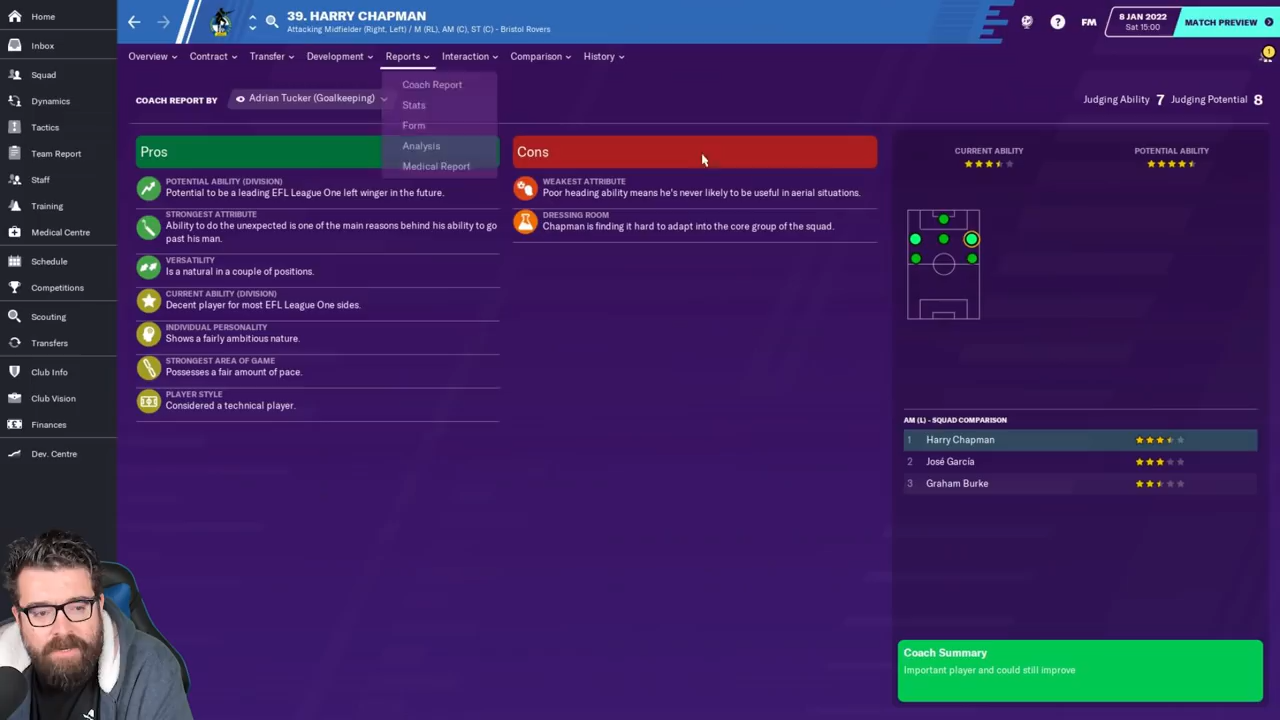 Home
Inbox
Squad
Dynamics
Tactics
Team Report
Staff
Training
Medical Centre
Schedule
Competitions
Scouting
Transfers
Club Info
Club Vision
Finances
Dev. Centre
39. HARRY CHAPMAN
Attacking Midfielder (Right, Left) / M (RL), AM (C), ST (C) - Bristol Rovers
FM
8 JAN 2022
Sat 15:00
MATCH PREVIEW
Overview
Contract
Transfer
Development
Reports
Interaction
Comparison
History
1
Coach Report
Stats
Form
Analysis
Medical Report
COACH REPORT BY
Adrian Tucker (Goalkeeping)
Judging Ability 7 Judging Potential 8
Pros
POTENTIAL ABILITY (DIVISION)
Potential to be a leading EFL League One left winger in the future.
STRONGEST ATTRIBUTE
Ability to do the unexpected is one of the main reasons behind his ability to go
past his man.
VERSATILITY
Is a natural in a couple of positions.
CURRENT ABILITY (DIVISION)
Decent player for most EFL League One sides.
INDIVIDUAL PERSONALITY
Shows a fairly ambitious nature.
STRONGEST AREA OF GAME
Possesses a fair amount of pace.
PLAYER STYLE
Considered a technical player.
Cons
WEAKEST ATTRIBUTE
Poor heading ability means he's never likely to be useful in aerial situations.
DRESSING ROOM
Chapman is finding it hard to adapt into the core group of the squad.
CURRENT ABILITY
POTENTIAL ABILITY
AM (L) - SQUAD COMPARISON
1 Harry Chapman
2 José García
3 Graham Burke
Coach Summary
Important player and could still improve